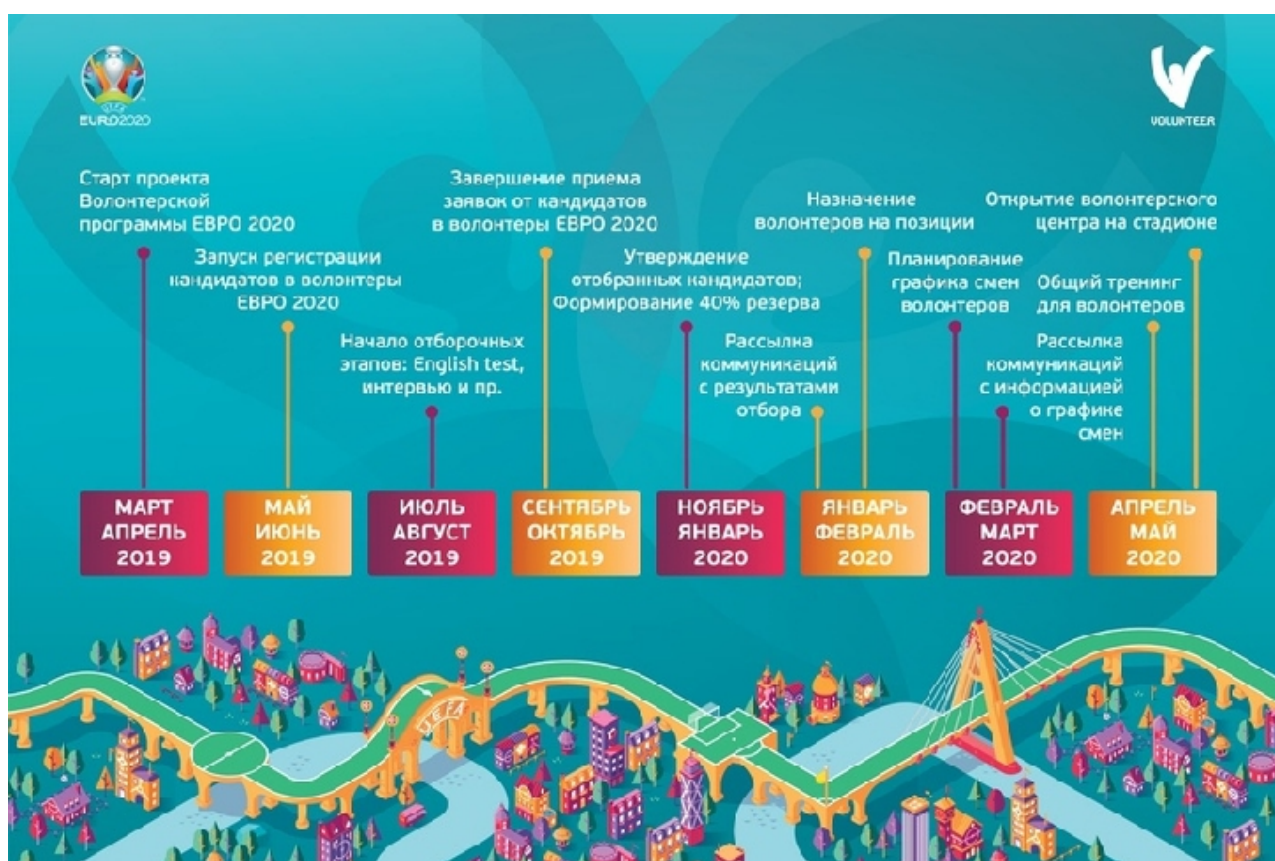 UEFA
EURO2020
VOLUNTEER
Старт проекта
Волонтерской
программы ЕВРО 2020
Запуск регистрации
кандидатов в волонтеры
ЕВРО 2020
Начало отборочных
этапов: English test,
интервью и пр.
Завершение приема
заявок от кандидатов
в волонтеры ЕВРО 2020
Утверждение
отобранных кандидатов;
Формирование 40% резерва
Рассылка
коммуникаций
с результатами
отбора
Назначение
волонтеров на позиции
Планирование
графика смен
волонтеров
Рассылка
коммуникаций
с информацией
о графике
смен
Общий тренинг
для волонтеров
Открытие волонтерского
центра на стадионе
МАРТ
АПРЕЛЬ
2019
МАЙ
ИЮНЬ
2019
ИЮЛЬ
АВГУСТ
2019
СЕНТЯБРЬ
ОКТЯБРЬ
2019
НОЯБРЬ
ЯНВАРЬ
2020
ЯНВАРЬ
ФЕВРАЛЬ
2020
ФЕВРАЛЬ
МАРТ
2020
АПРЕЛЬ
МАЙ
2020
UEFA